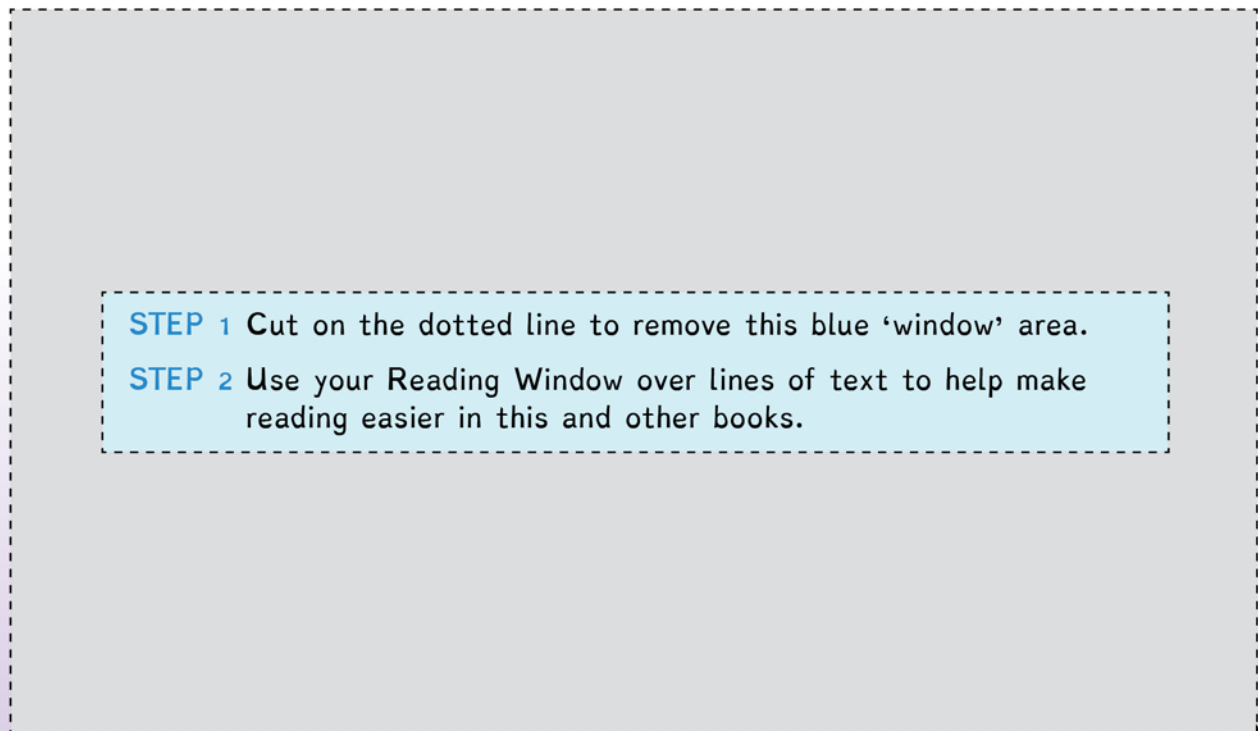 STEP 1 Cut on the dotted line to remove this blue ‘window’ area.
STEP 2 Use your Reading Window over lines of text to help make
reading easier in this and other books.